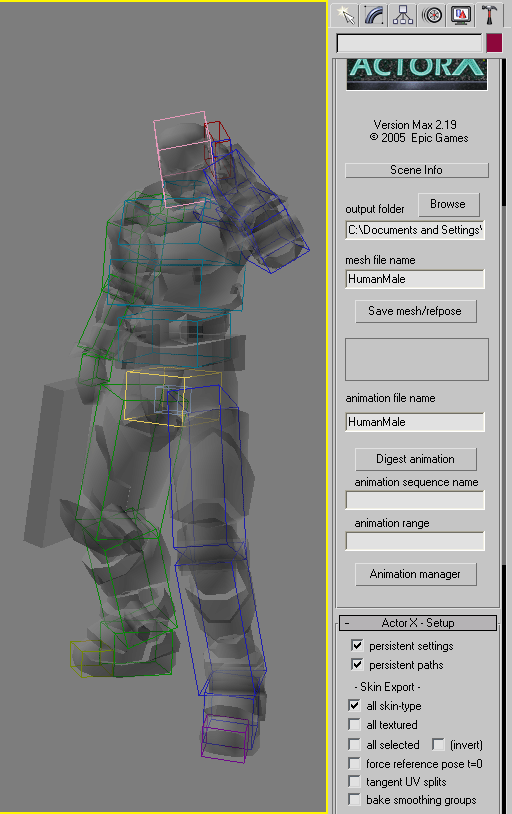 ACTORX
Version Max 2.19
© 2005 Epic Games
Scene Info
output folder
Browse
C:\Documents and Settings\
mesh file name
HumanMale
Save mesh/refpose
animation file name
HumanMale
Digest animation
animation sequence name
animation range
Animation manager
- Actor X - Setup
persistent settings
persistent paths
- Skin Export -
all skin-type
all textured
all selected (invert)
force reference pose t=0
tangent UV splits
bake smoothing groups